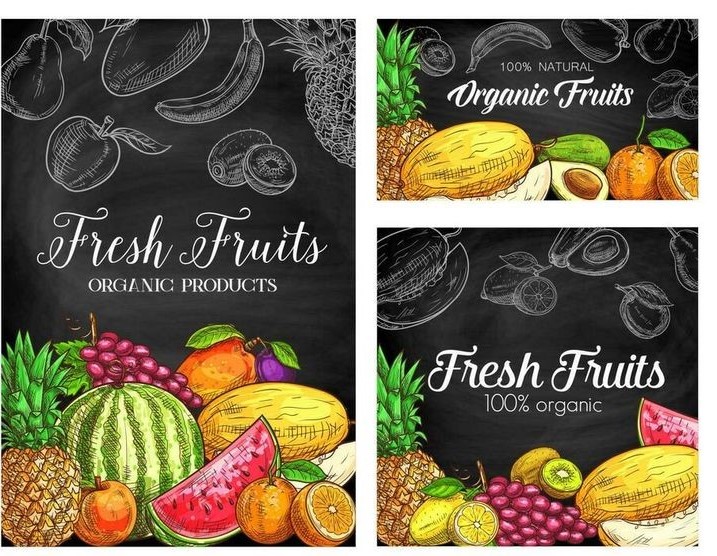 Fresh Fruits
ORGANIC PRODUCTS
100% NATURAL
Organic Fruits
Fresh Fruits
100% organic